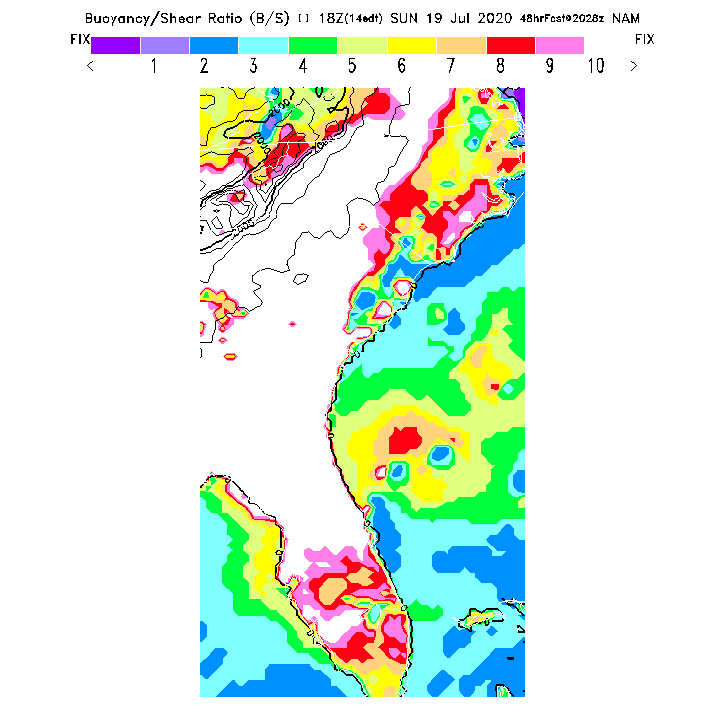 Buoyancy/Shear Ratio (B/S) [] 18Z(14edt) SUN 19 Jul 2020 48hrFcst@2028z NAM
FIX FIX
< 1 2 3 4 5 6 7 8 9 10 >